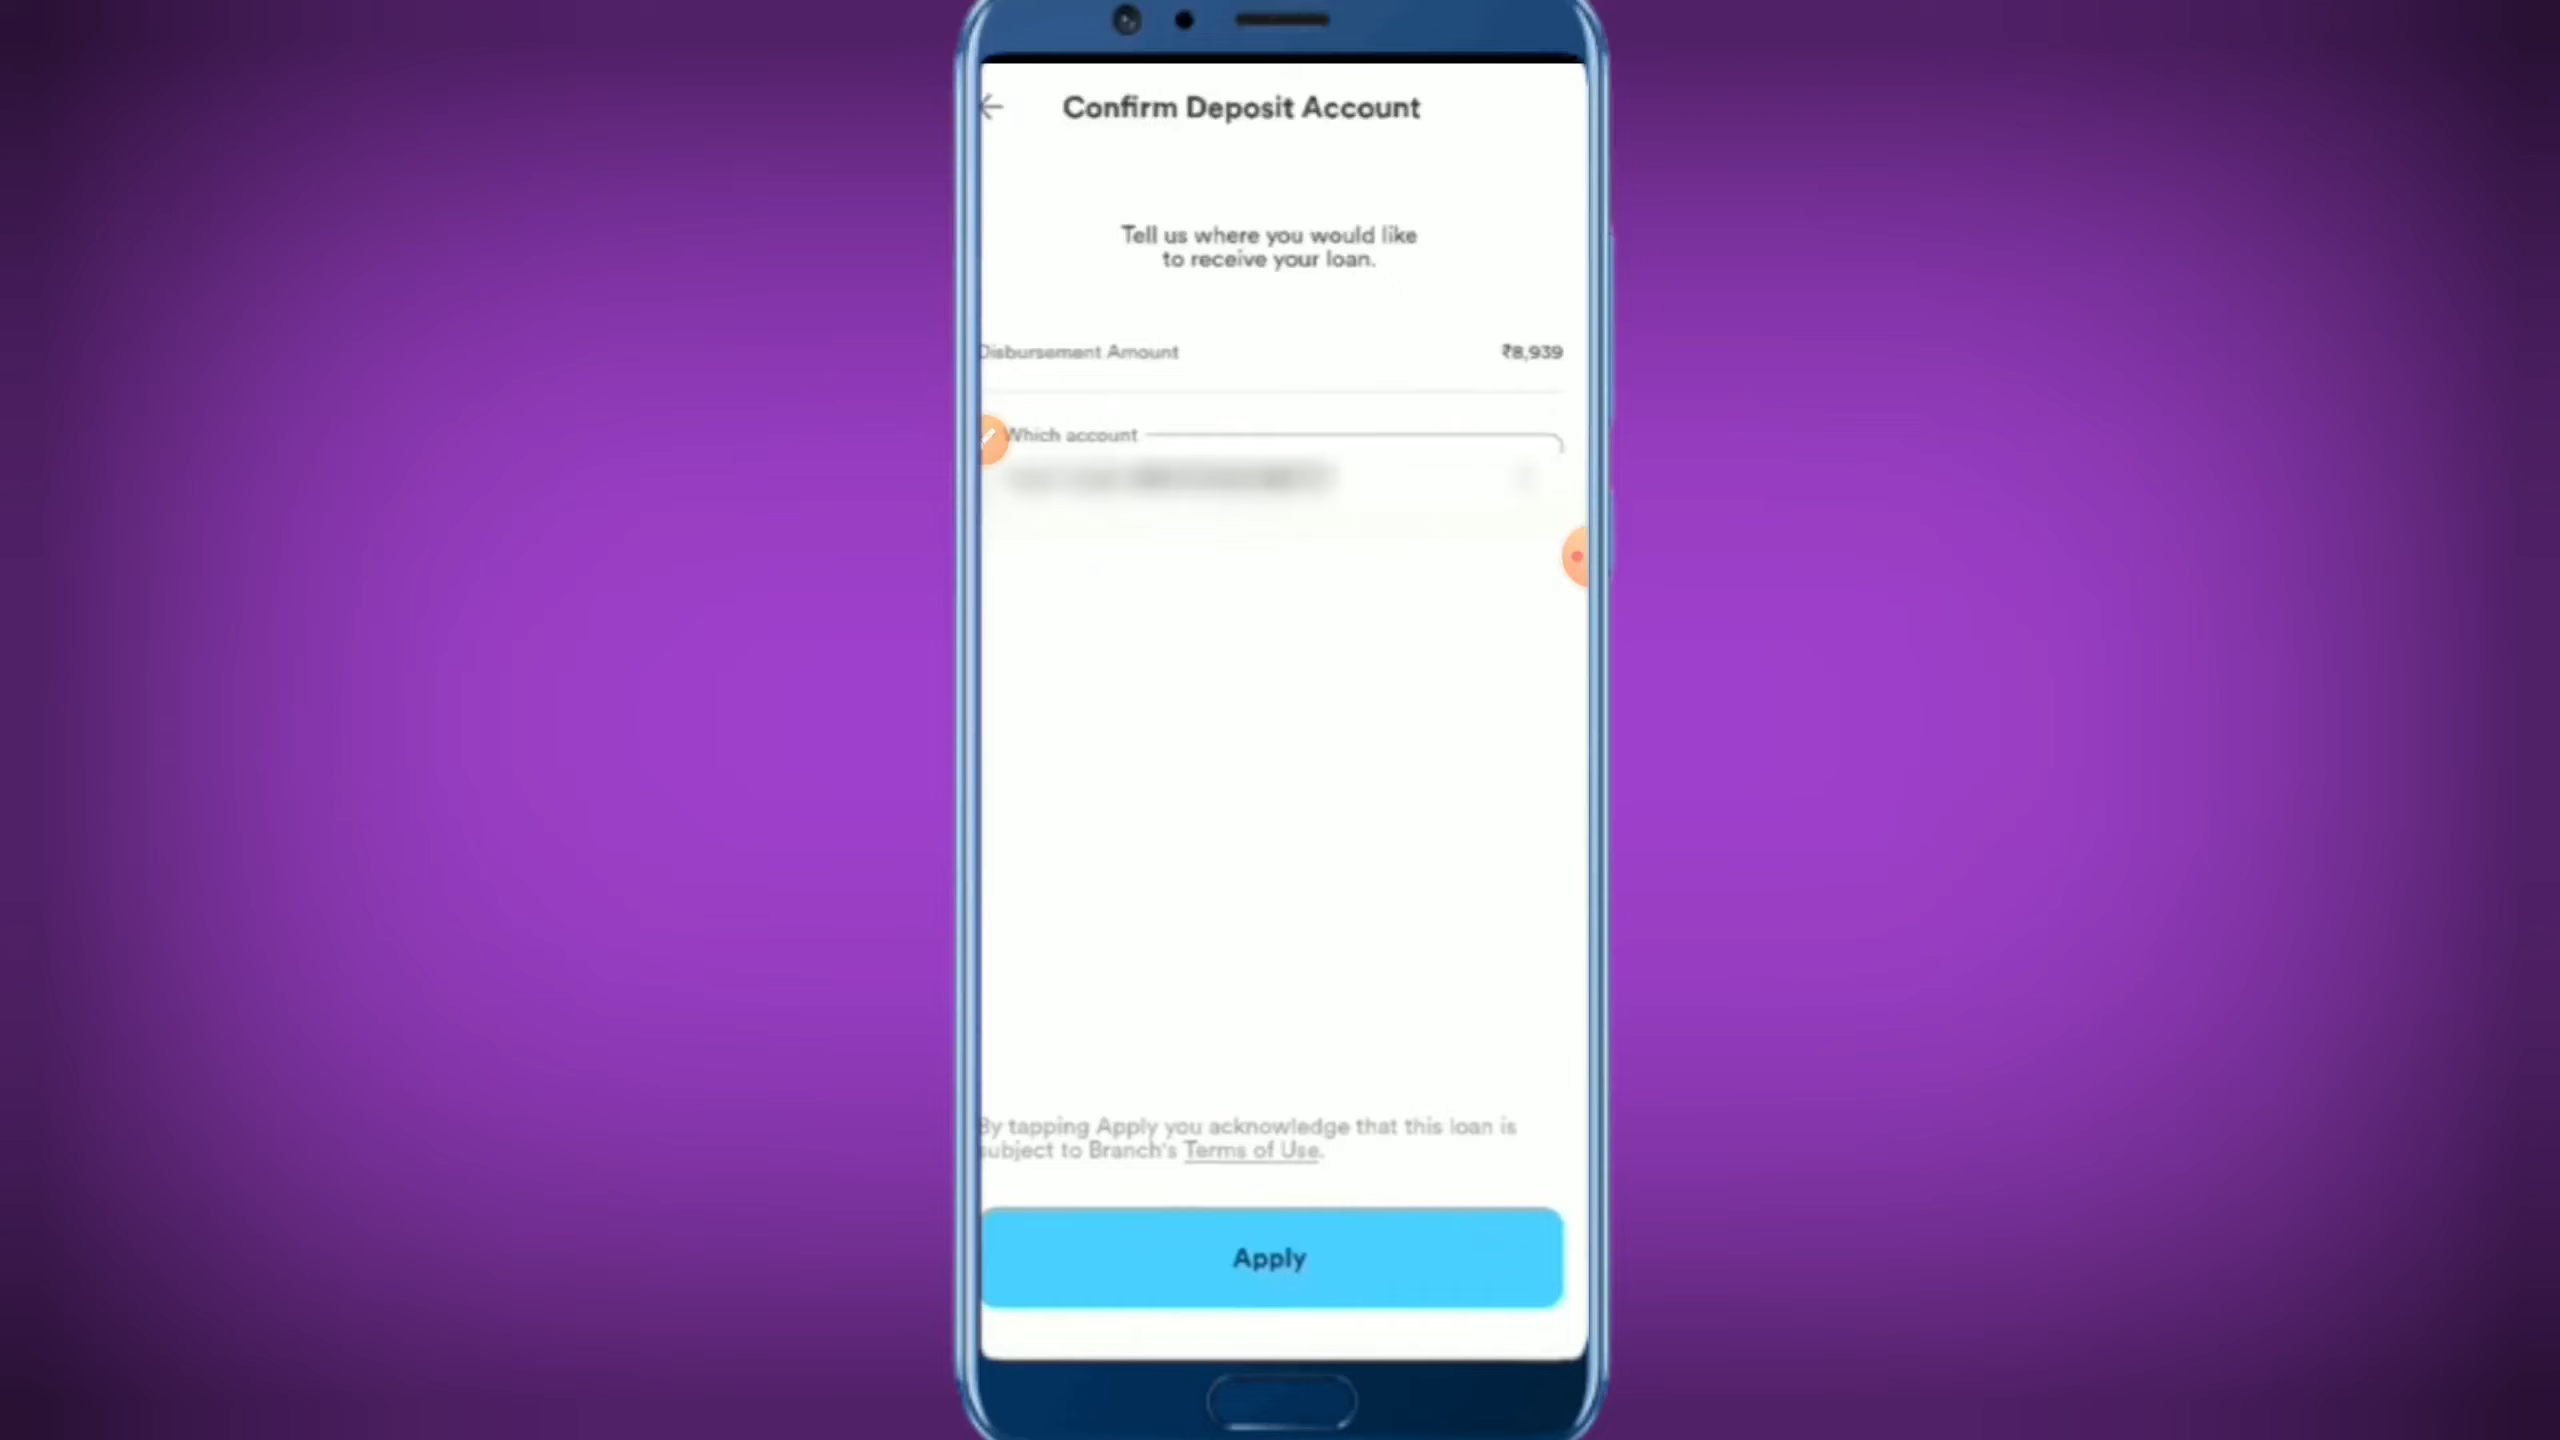 Confirm Deposit Account
Tell us where you would like
to receive your loan.
Disbursement Amount ₹8,939
Which account
By tapping Apply you acknowledge that this loan is
subject to Branch's Terms of Use.
Apply